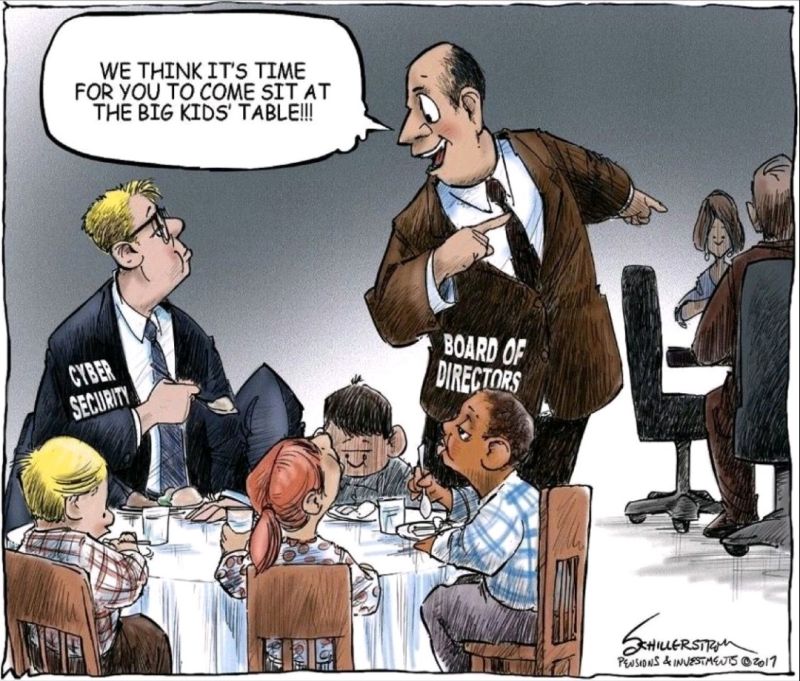 WE THINK IT'S TIME
FOR YOU TO COME SIT AT
THE BIG KIDS' TABLE!!!
CYBER
SECURITY
BOARD OF
DIRECTORS
SCHILLERSTROM
PENSIONS & INVESTMENTS © 2017